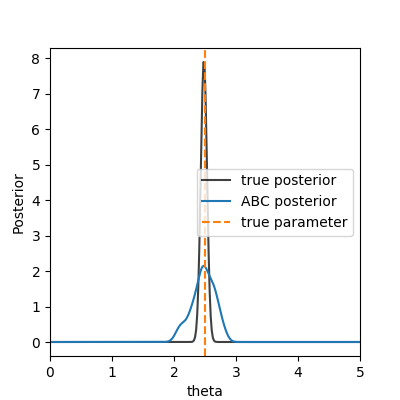 8
7
6
5
4
3
2
1
0
Posterior
true posterior
ABC posterior
true parameter
0 1 2 3 4 5
theta